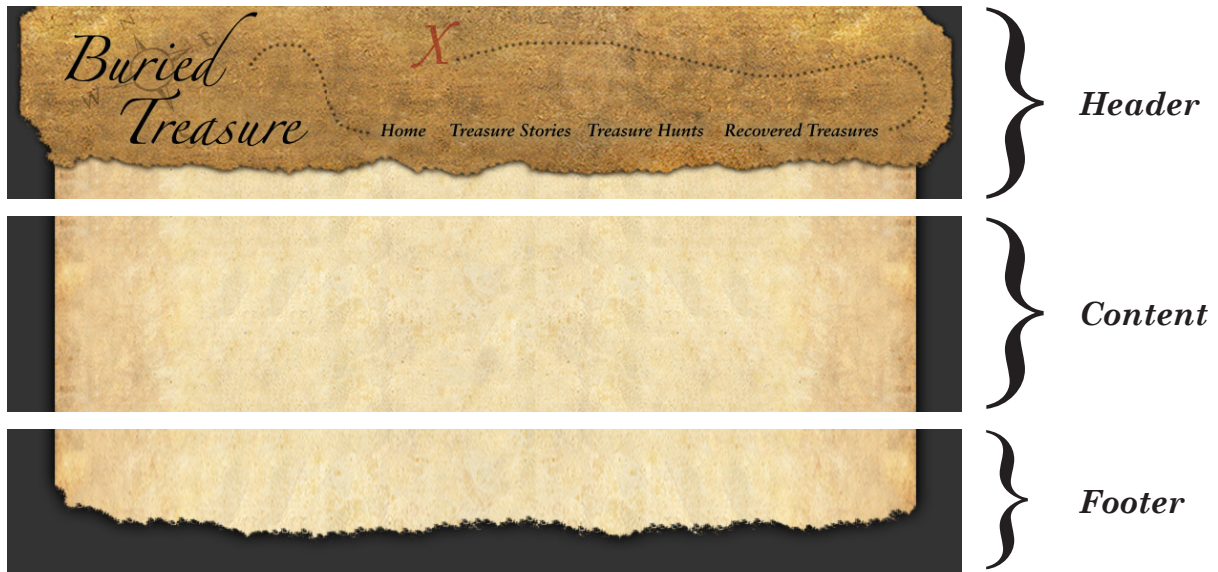 N
E
W
X
Buried
Treasure
Home Treasure Stories Treasure Hunts Recovered Treasures
Header
Content
Footer